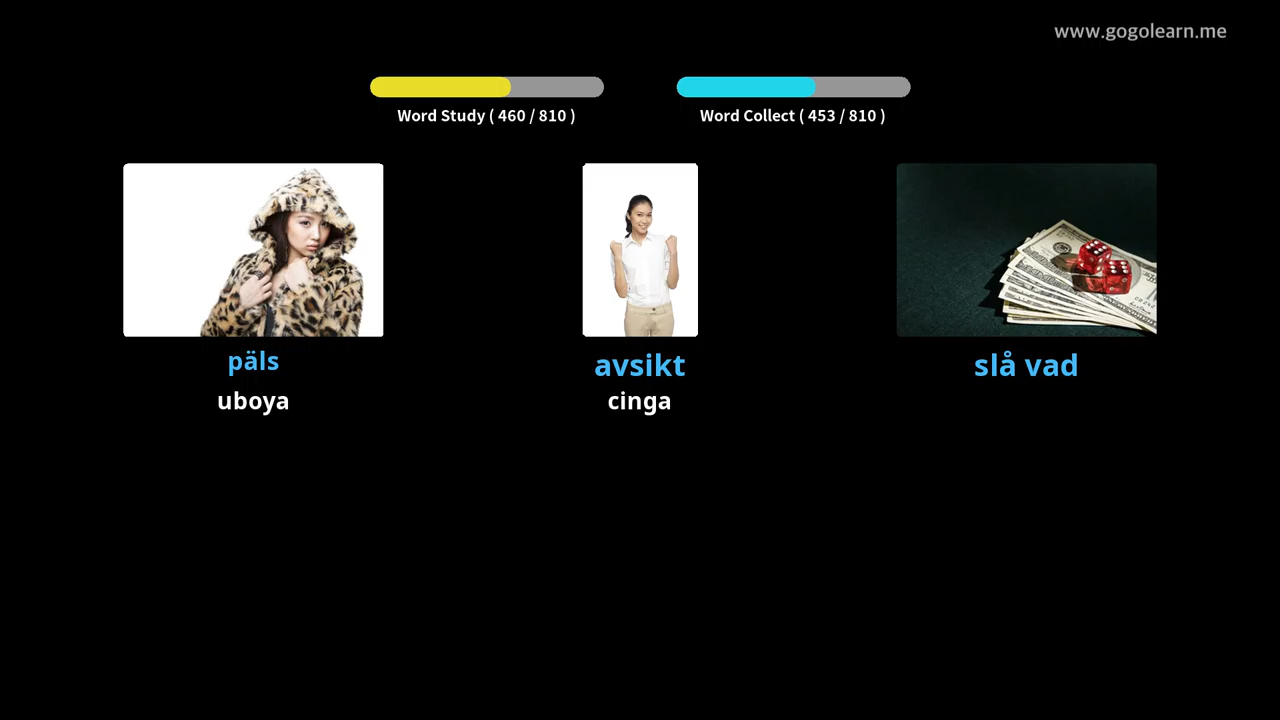 www.gogolearn.me
Word Study ( 460 / 810 )
Word Collect ( 453 / 810 )
päls
avsikt
slå vad
uboya
cinga